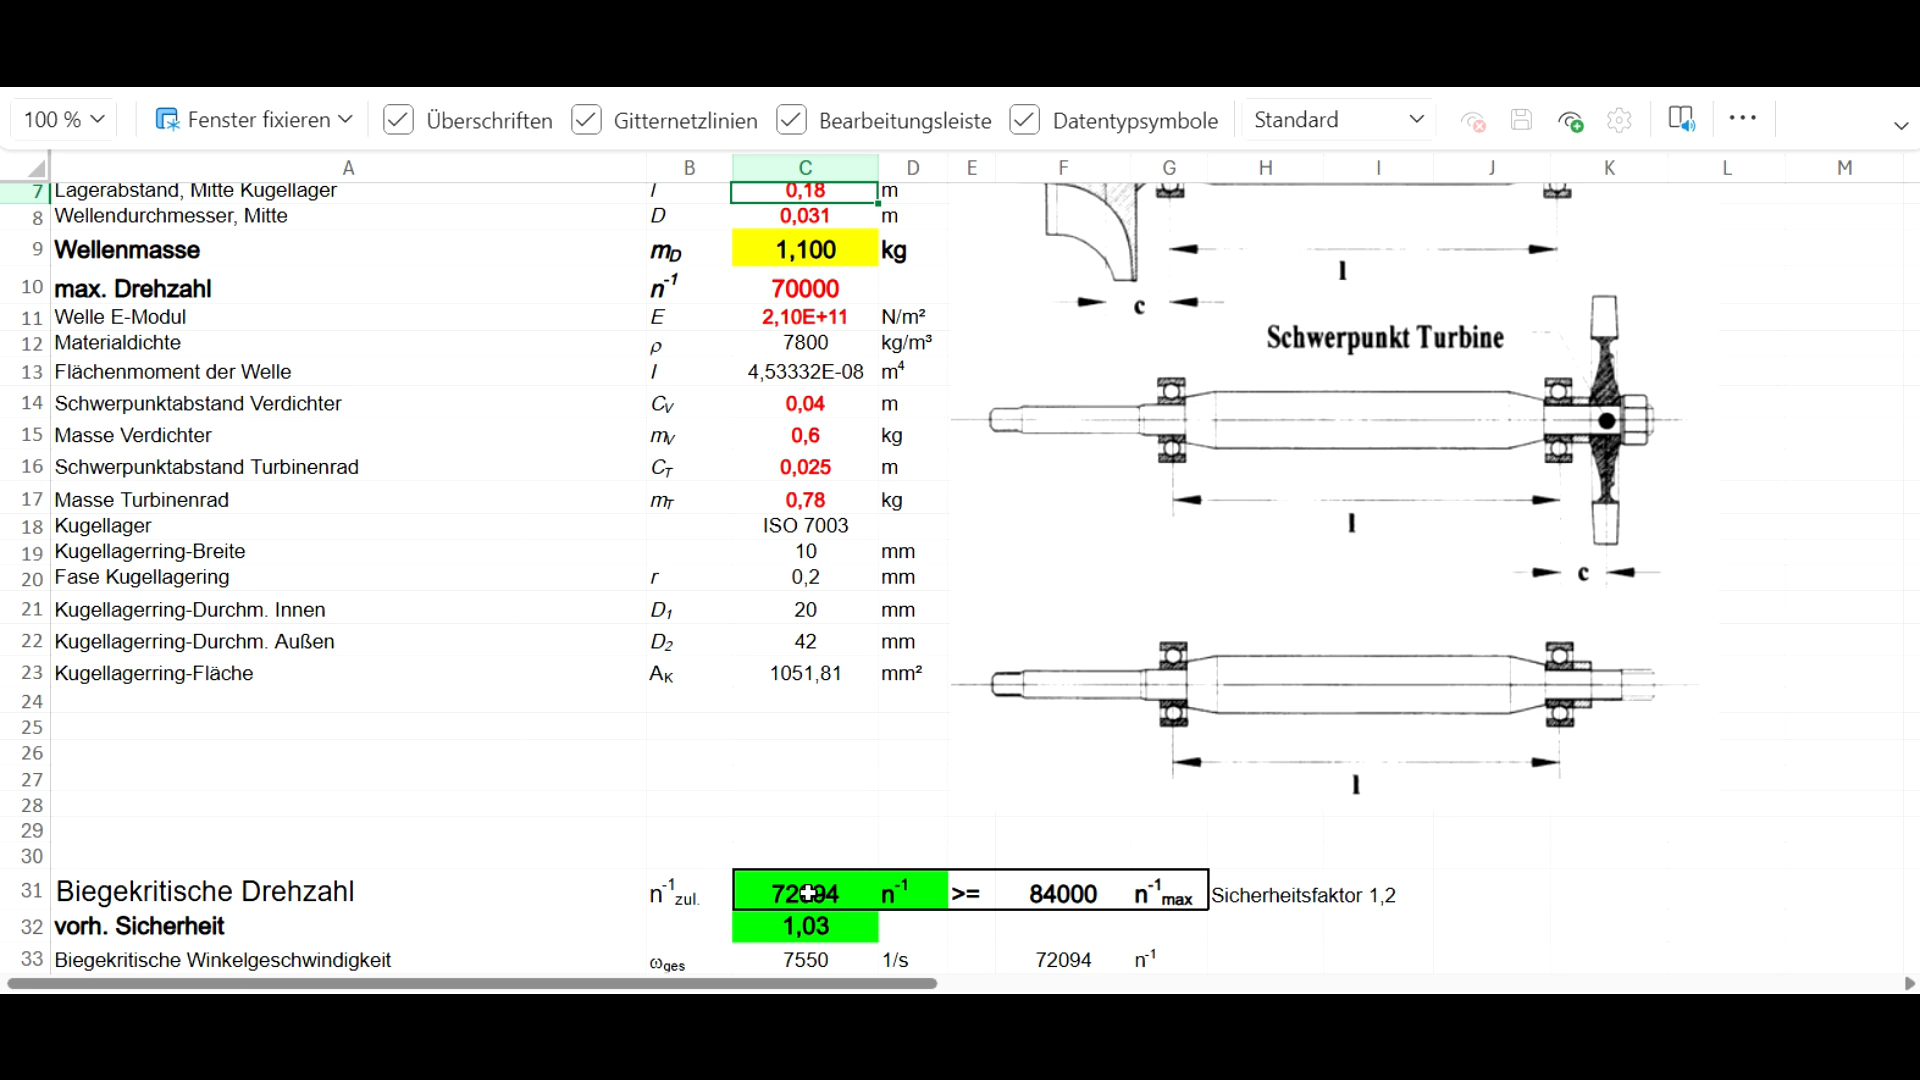 100 % Fenster fixieren Überschriften Gitternetzlinien Bearbeitungsleiste Datentypsymbole Standard
A B C D E F G H I J K L M
7 Lagerabstand, Mitte Kugellager l 0,18 m
8 Wellendurchmesser, Mitte D 0,031 m
9 Wellenmasse mD 1,100 kg
l
10 max. Drehzahl n-1 70000
c
11 Welle E-Modul E 2,10E+11 N/m²
Schwerpunkt Turbine
12 Materialdichte ρ 7800 kg/m³
13 Flächenmoment der Welle I 4,53332E-08 m4
14 Schwerpunktabstand Verdichter CV 0,04 m
15 Masse Verdichter mV 0,6 kg
16 Schwerpunktabstand Turbinenrad CT 0,025 m
17 Masse Turbinenrad mT 0,78 kg
18 Kugellager ISO 7003
l
19 Kugellagerring-Breite 10 mm
20 Fase Kugellagering r 0,2 mm
c
21 Kugellagerring-Durchm. Innen D1 20 mm
22 Kugellagerring-Durchm. Außen D2 42 mm
23 Kugellagerring-Fläche AK 1051,81 mm²
24
25
26
27
l
28
29
30
31 Biegekritische Drehzahl n-1zul. 72094 n-1 >= 84000 n-1max Sicherheitsfaktor 1,2
32 vorh. Sicherheit 1,03
33 Biegekritische Winkelgeschwindigkeit ωges 7550 1/s 72094 n-1